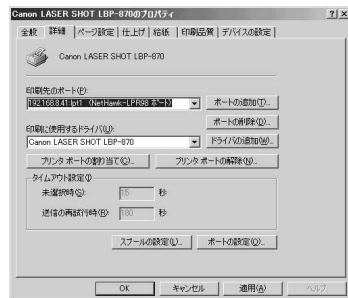 Canon LASER SHOT LBP-870のプロパティ
全般 詳細 ページ設定 仕上げ 給紙 印刷品質 デバイスの設定
Canon LASER SHOT LBP-870
印刷先のポート(P):
192.168.8.41:lpt1 (NetHawk-LPR98 ポート)
ポートの追加(T)...
ポートの削除(D)...
印刷に使用するドライバ(U):
Canon LASER SHOT LBP-870
ドライバの追加(W)...
プリンタ ポートの割り当て(C)... プリンタ ポートの解除(N)...
タイムアウト設定
未選択時(S): 15 秒
送信の再試行時(R): 180 秒
スプールの設定(L)... ポートの設定(O)...
OK キャンセル 適用(A) ヘルプ